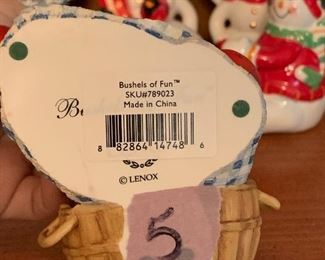 Bushels of Fun™
SKU#789023
Made in China
8 82864 14748 6
© LENOX
5